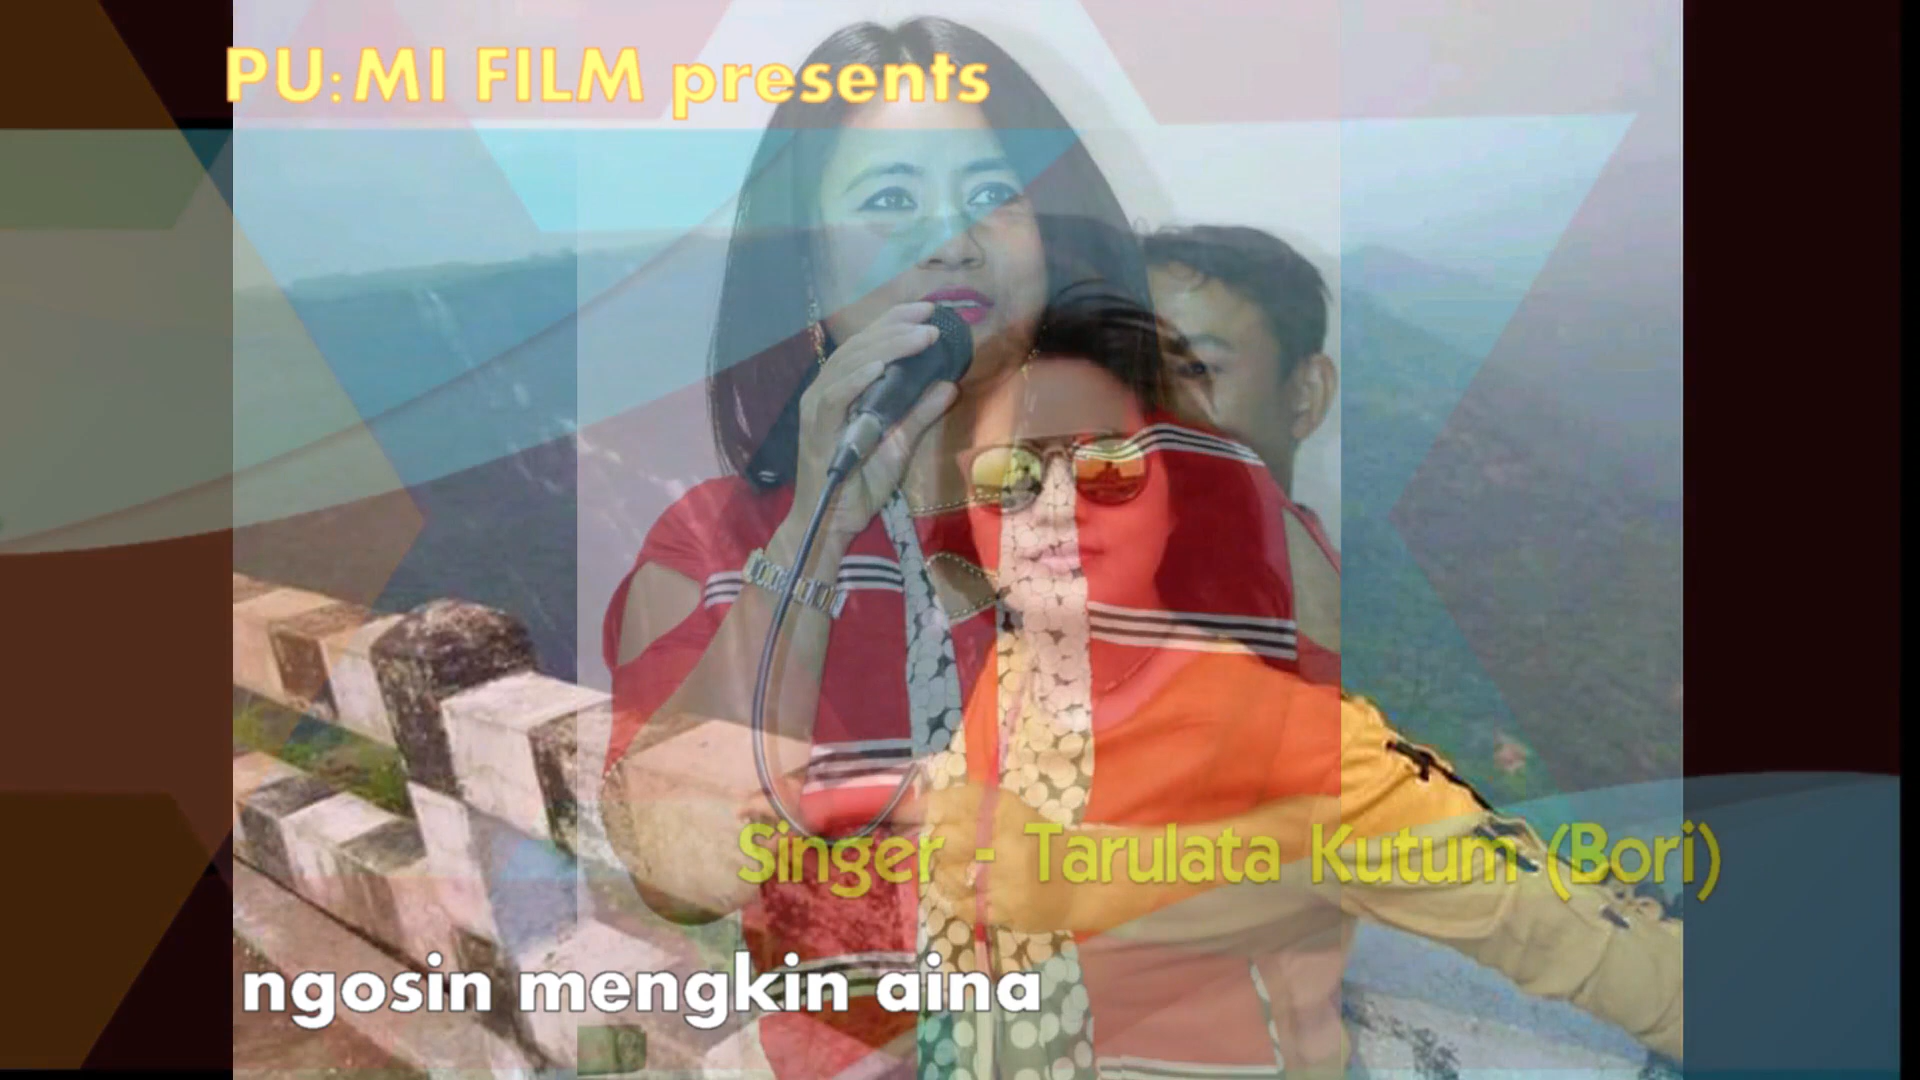 PU:MI FILM presents
Singer - Tarulata Kutum (Bori)
ngosin mengkin aina